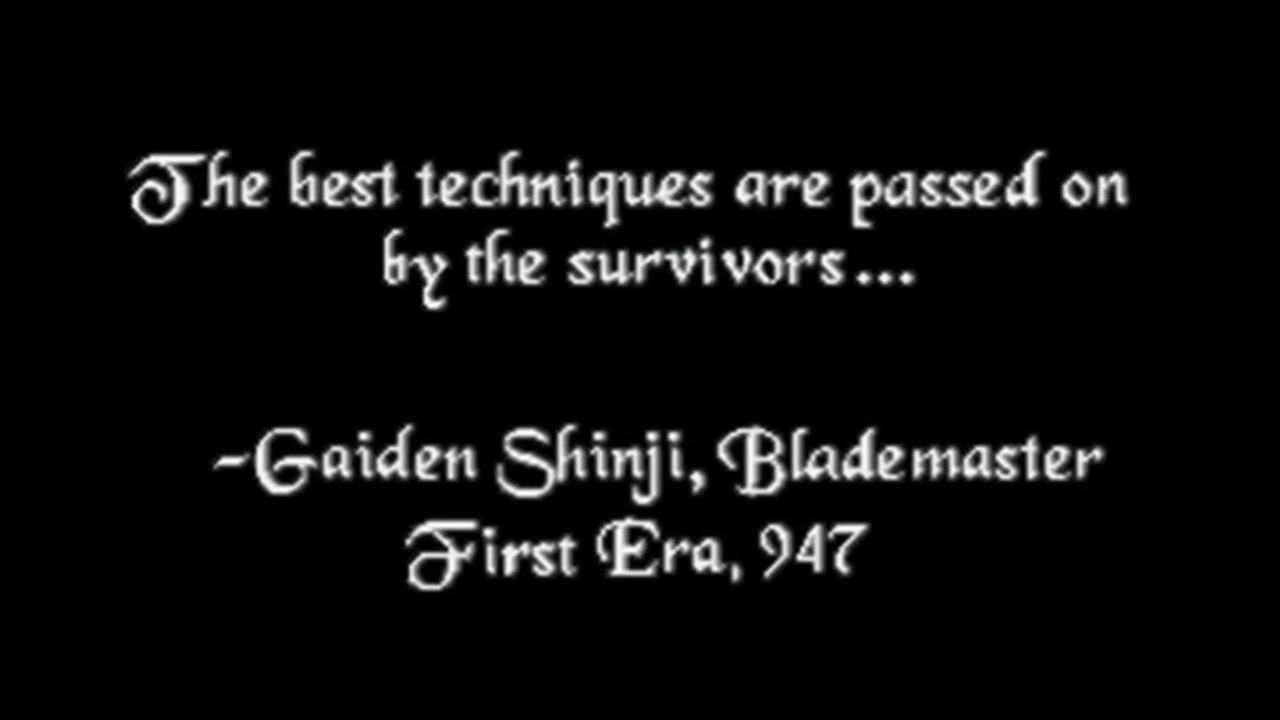 The best techniques are passed on
by the survivors...
-Gaiden Shinji, Blademaster
First Era, 947